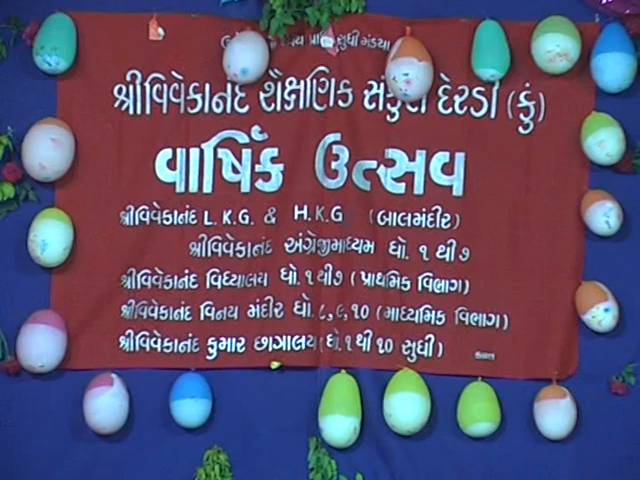 સુધી મંડયા
શ્રી વિવેકાનંદ શૈક્ષણિક સંકુલ દેરડી (કું)
વાર્ષિક ઉત્સવ
શ્રી વિવેકાનંદ L. K. G. & H. K. G (બાલમંદીર)
શ્રી વિવેકાનંદ અંગ્રેજીમાધ્યમ ધો. ૧ થી ૭
શ્રી વિવેકાનંદ વિધ્યાલય ધો. ૧ થી ૭ (પ્રાથમિક વિભાગ)
શ્રી વિવેકાનંદ વિનય મંદીર ધો. ૮,૯,૧૦ (માધ્યમિક વિભાગ)
શ્રી વિવેકાનંદ કુમાર છાત્રાલય (ધો. ૧ થી ૧૦ સુધી)